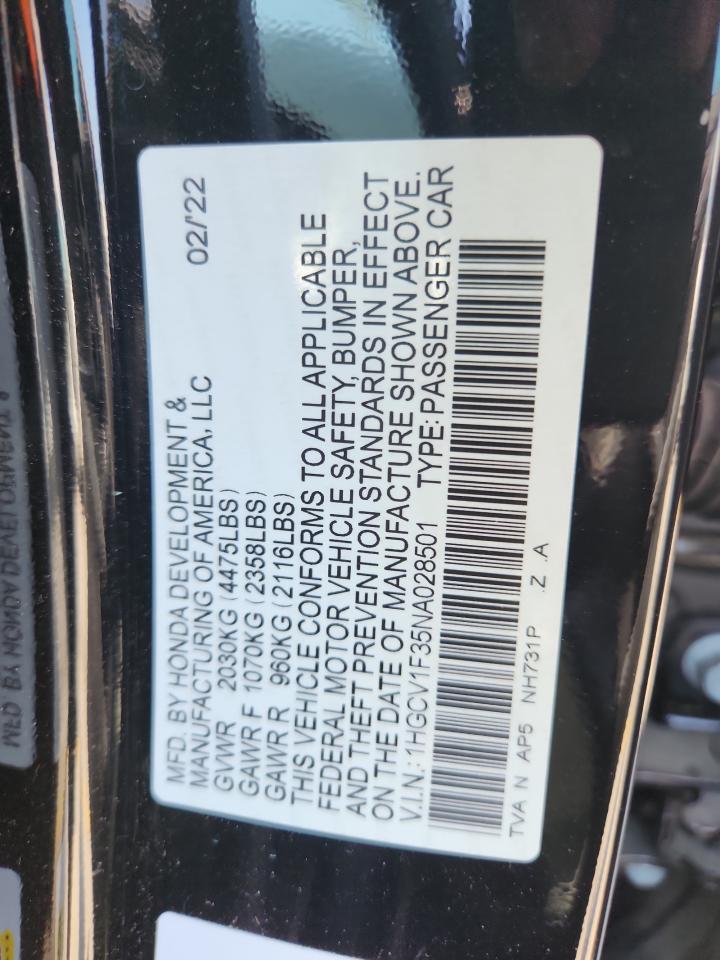 MFD. BY HONDA DEVELOPMENT &
MANUFACTURING OF AMERICA, LLC 02/'22
GVWR 2030KG (4475LBS)
GAWR F 1070KG (2358LBS)
GAWR R 960KG (2116LBS)
THIS VEHICLE CONFORMS TO ALL APPLICABLE
FEDERAL MOTOR VEHICLE SAFETY, BUMPER,
AND THEFT PREVENTION STANDARDS IN EFFECT
ON THE DATE OF MANUFACTURE SHOWN ABOVE.
V.I.N.: 1HGCV1F35NA028501 TYPE: PASSENGER CAR
TVA N AP5 NH731P .Z .A
MFD. BY HONDA DEVELOPMENT &